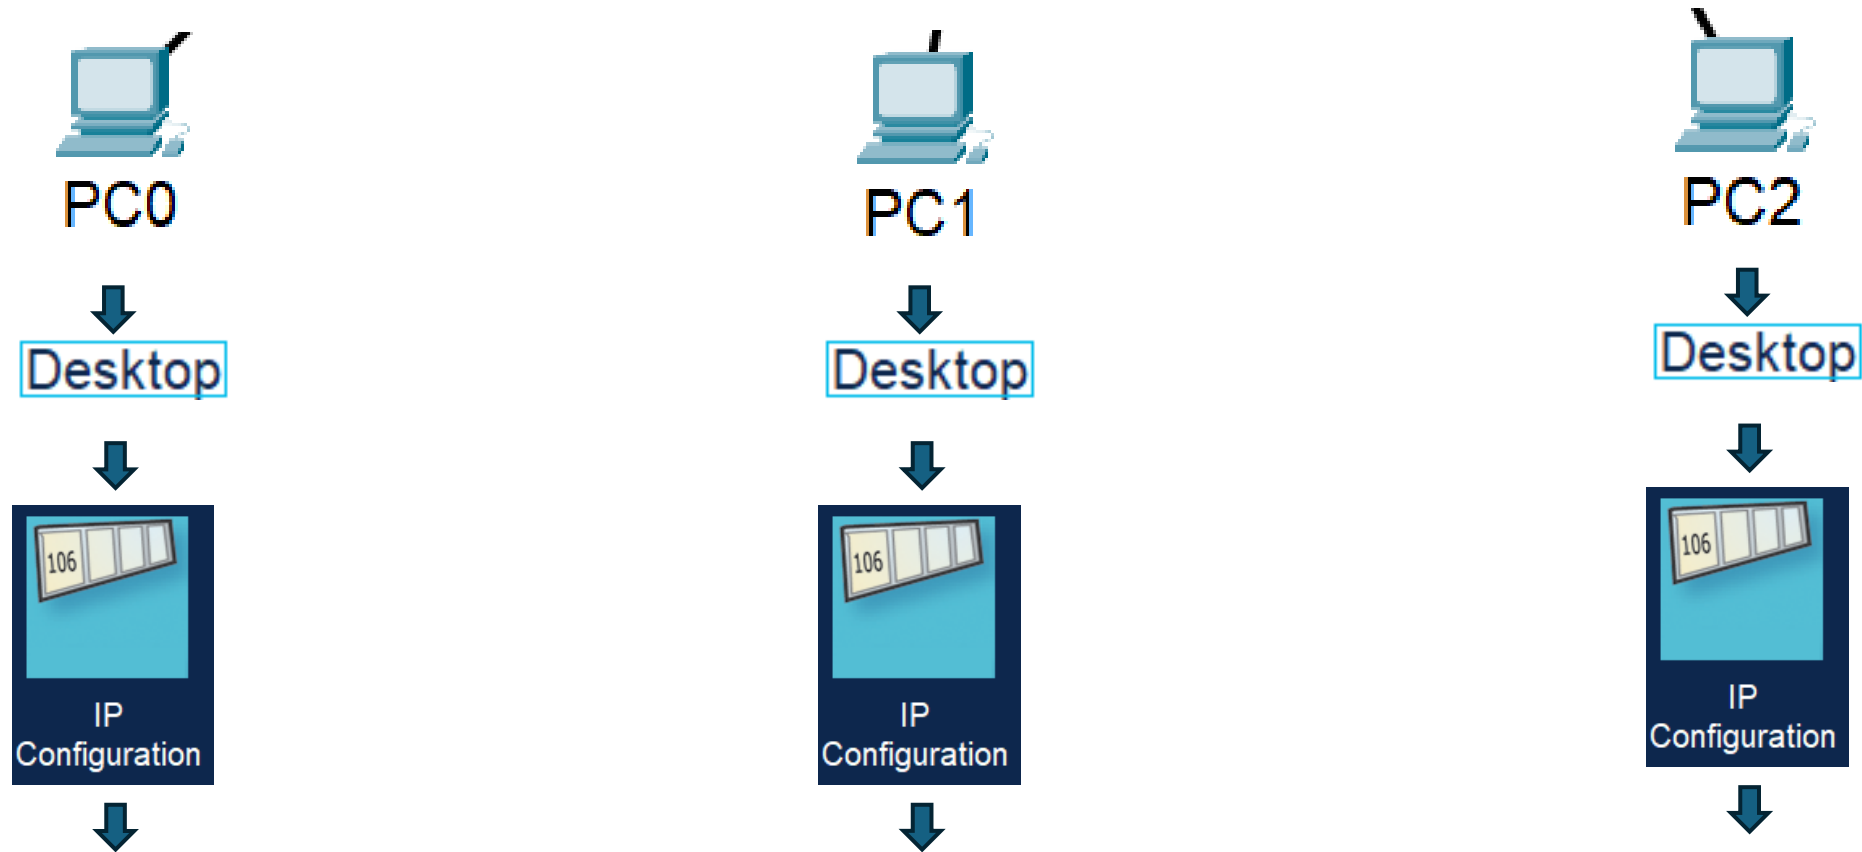 PC0
PC1
PC2
Desktop
Desktop
Desktop
106
106
106
IP
Configuration
IP
Configuration
IP
Configuration